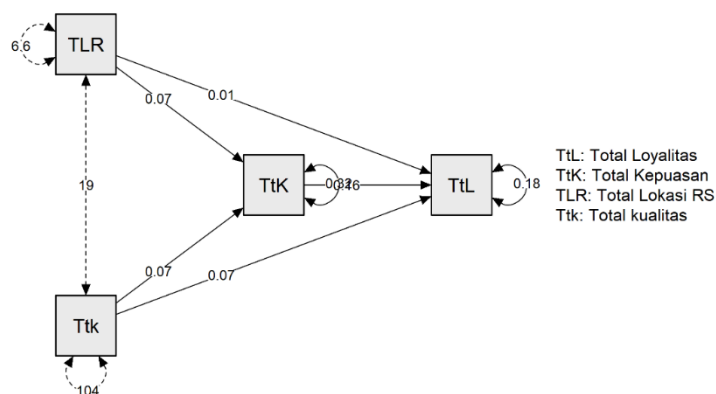 TLR
6.6
0.07
0.01
19
TtK
TtL
0.18
0.07
0.07
Ttk
104
TtL: Total Loyalitas
TtK: Total Kepuasan
TLR: Total Lokasi RS
Ttk: Total kualitas